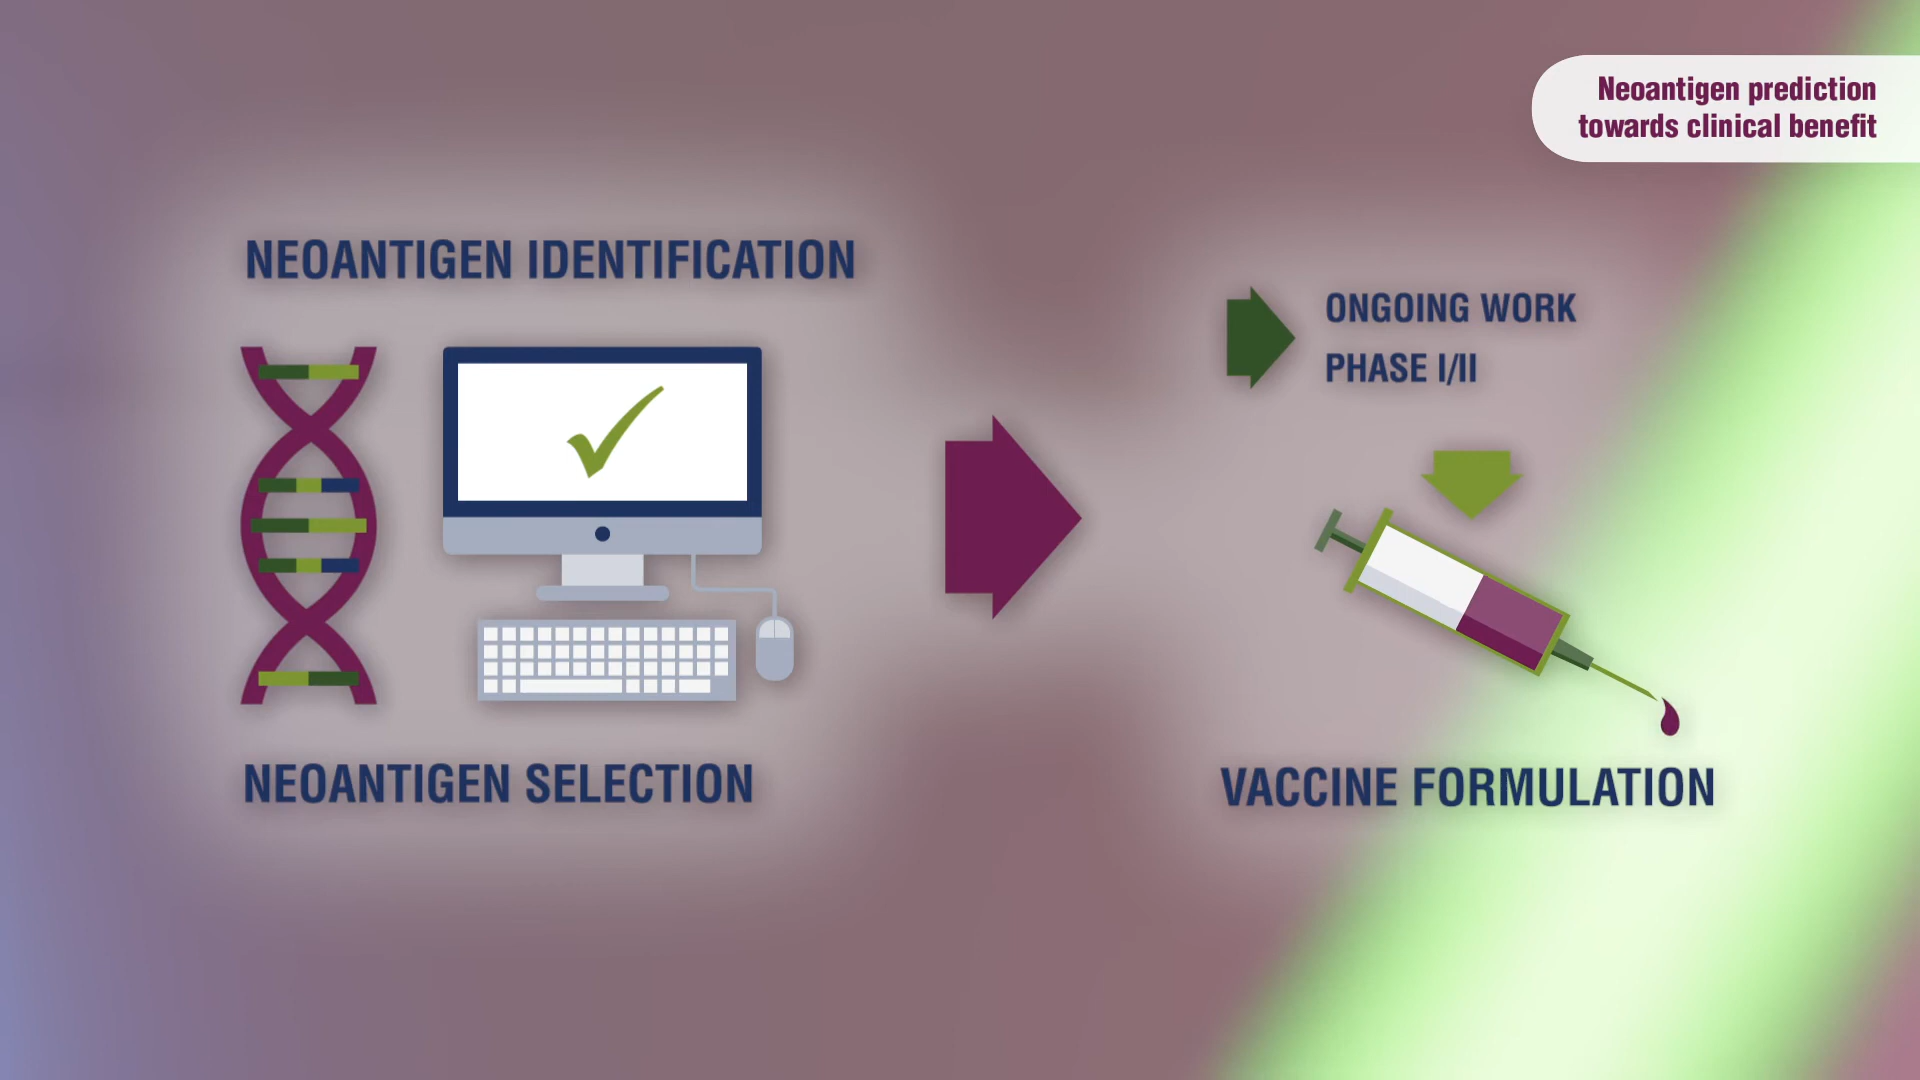 Neoantigen prediction
towards clinical benefit
NEOANTIGEN IDENTIFICATION
NEOANTIGEN SELECTION
ONGOING WORK
PHASE I/II
VACCINE FORMULATION